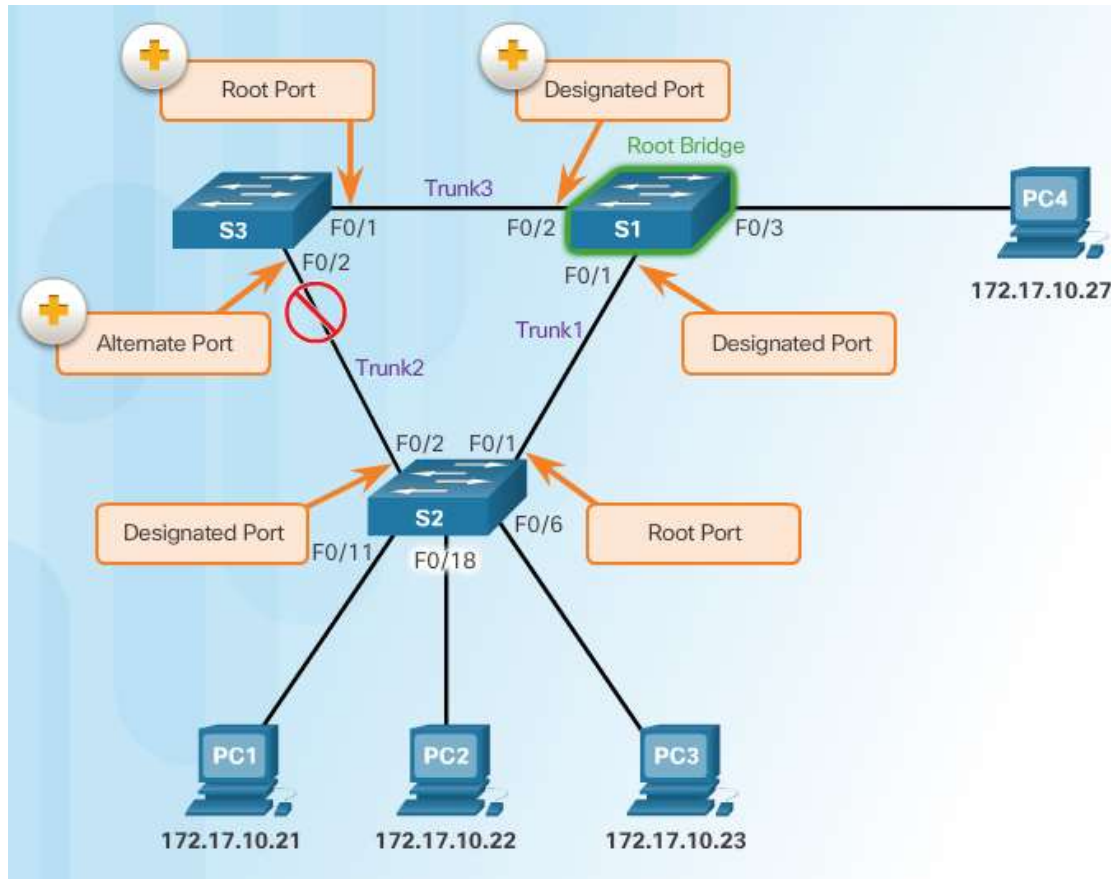 Root Port
Designated Port
Root Bridge
Trunk3
S3
F0/1
F0/2
S1
F0/3
PC4
172.17.10.27
F0/2
F0/1
Alternate Port
Trunk1
Designated Port
Trunk2
F0/2
F0/1
S2
Designated Port
F0/11
F0/18
F0/6
Root Port
PC1
PC2
PC3
172.17.10.21
172.17.10.22
172.17.10.23